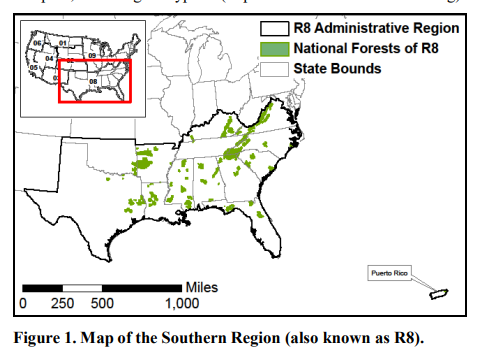 R8 Administrative Region
National Forests of R8
State Bounds
06
01
09
04
05
08
Puerto Rico
Miles
0 250 500 1,000
Figure 1. Map of the Southern Region (also known as R8).